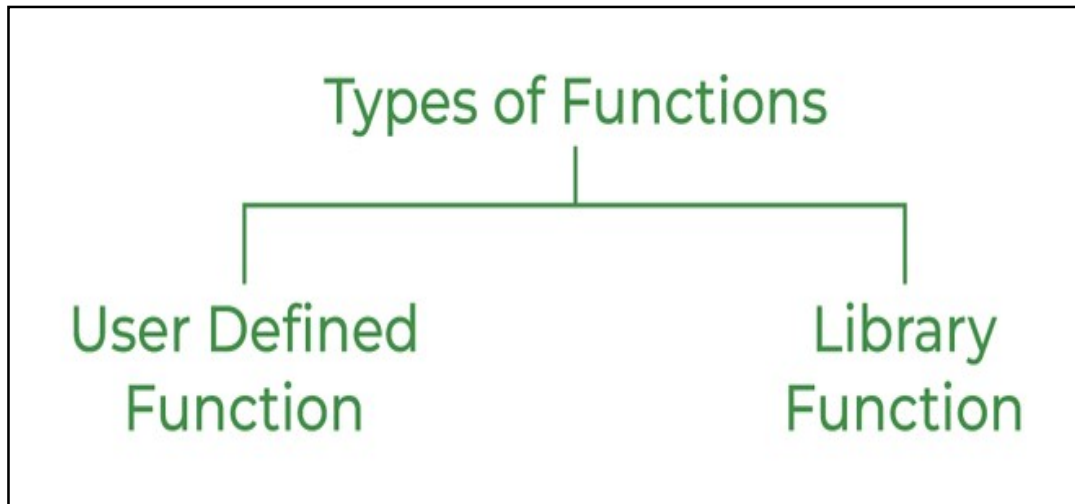 Types of Functions
User Defined
Function
Library
Function